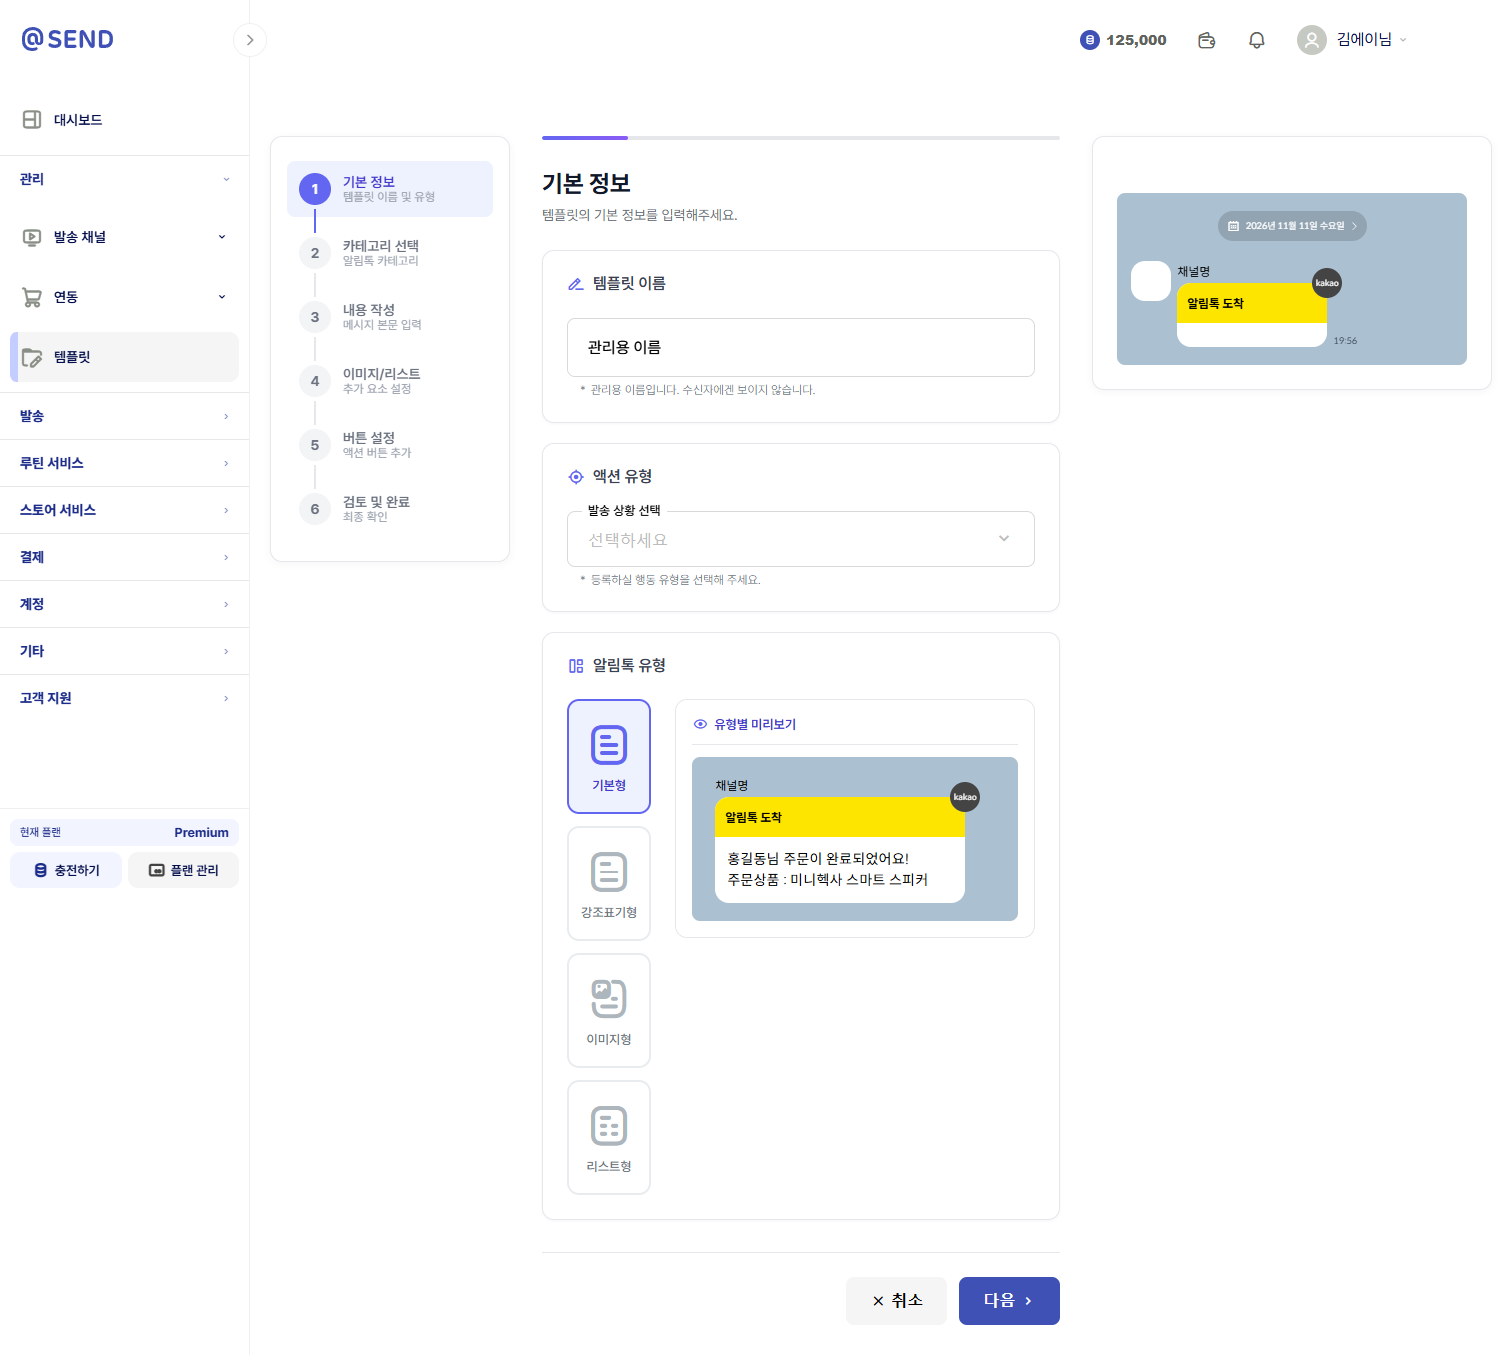 @SEND
125,000
김에이님
대시보드
관리
발송 채널
연동
템플릿
발송
루틴 서비스
스토어 서비스
결제
계정
기타
고객 지원
현재 플랜 Premium
충전하기 플랜 관리
1 기본 정보
템플릿 이름 및 유형
2 카테고리 선택
알림톡 카테고리
3 내용 작성
메시지 본문 입력
4 이미지/리스트
추가 요소 설정
5 버튼 설정
액션 버튼 추가
6 검토 및 완료
최종 확인
기본 정보
템플릿의 기본 정보를 입력해주세요.
템플릿 이름
관리용 이름
* 관리용 이름입니다. 수신자에겐 보이지 않습니다.
액션 유형
발송 상황 선택
선택하세요
* 등록하실 행동 유형을 선택해 주세요.
알림톡 유형
기본형
강조표기형
이미지형
리스트형
유형별 미리보기
채널명
kakao
알림톡 도착
홍길동님 주문이 완료되었어요!
주문상품 : 미니헥사 스마트 스피커
취소
다음
2026년 11월 11일 수요일
채널명
kakao
알림톡 도착
19:56